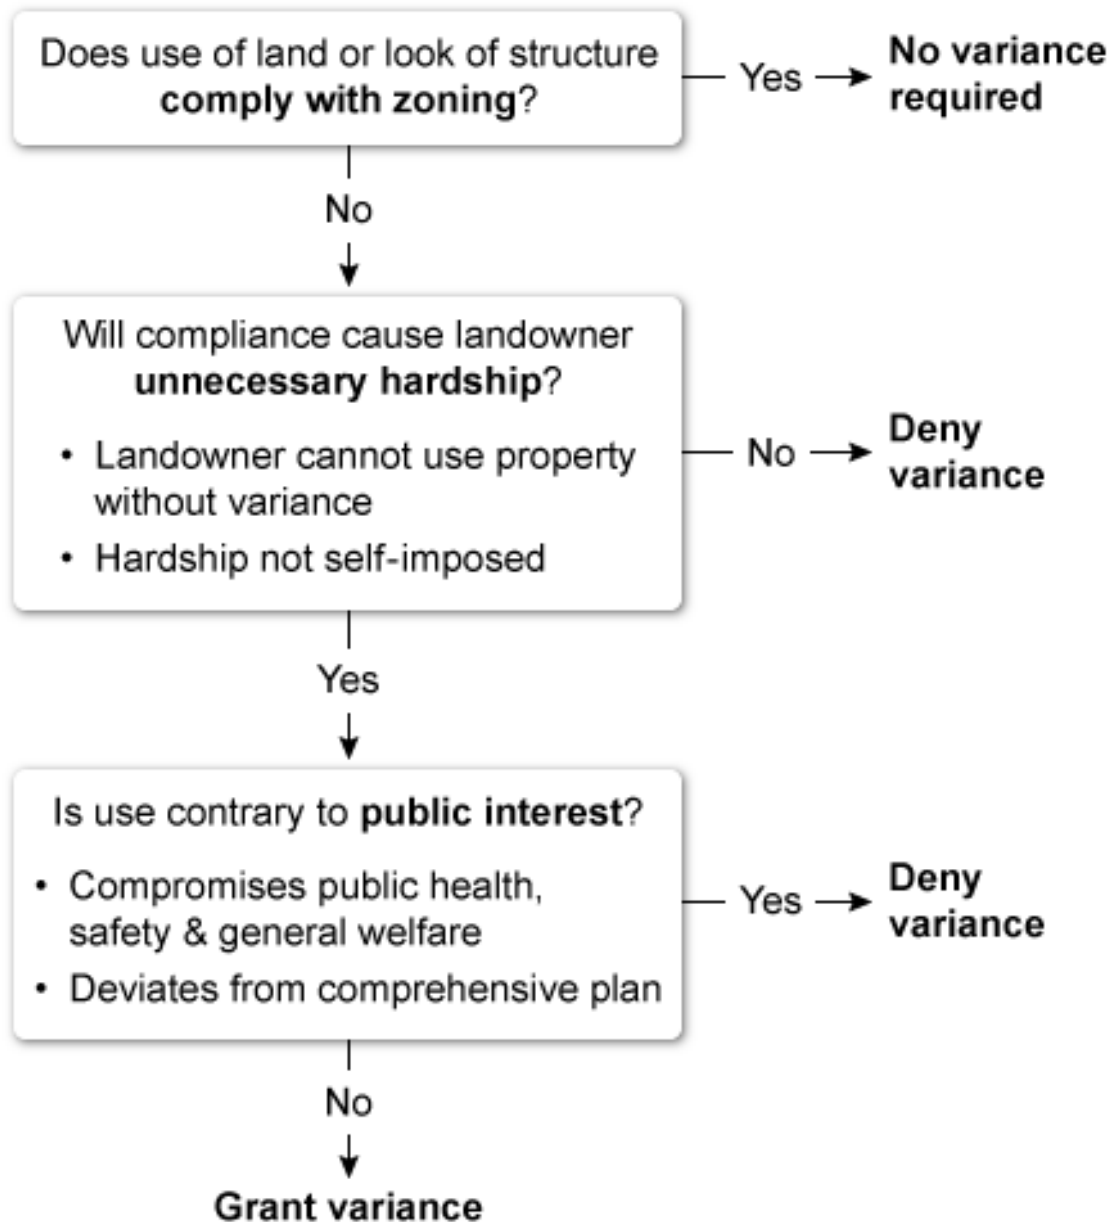 Does use of land or look of structure
comply with zoning?
Yes
No variance
required
No
Will compliance cause landowner
unnecessary hardship?
• Landowner cannot use property
without variance
• Hardship not self-imposed
No
Deny
variance
Yes
Is use contrary to public interest?
• Compromises public health,
safety & general welfare
• Deviates from comprehensive plan
Yes
Deny
variance
No
Grant variance